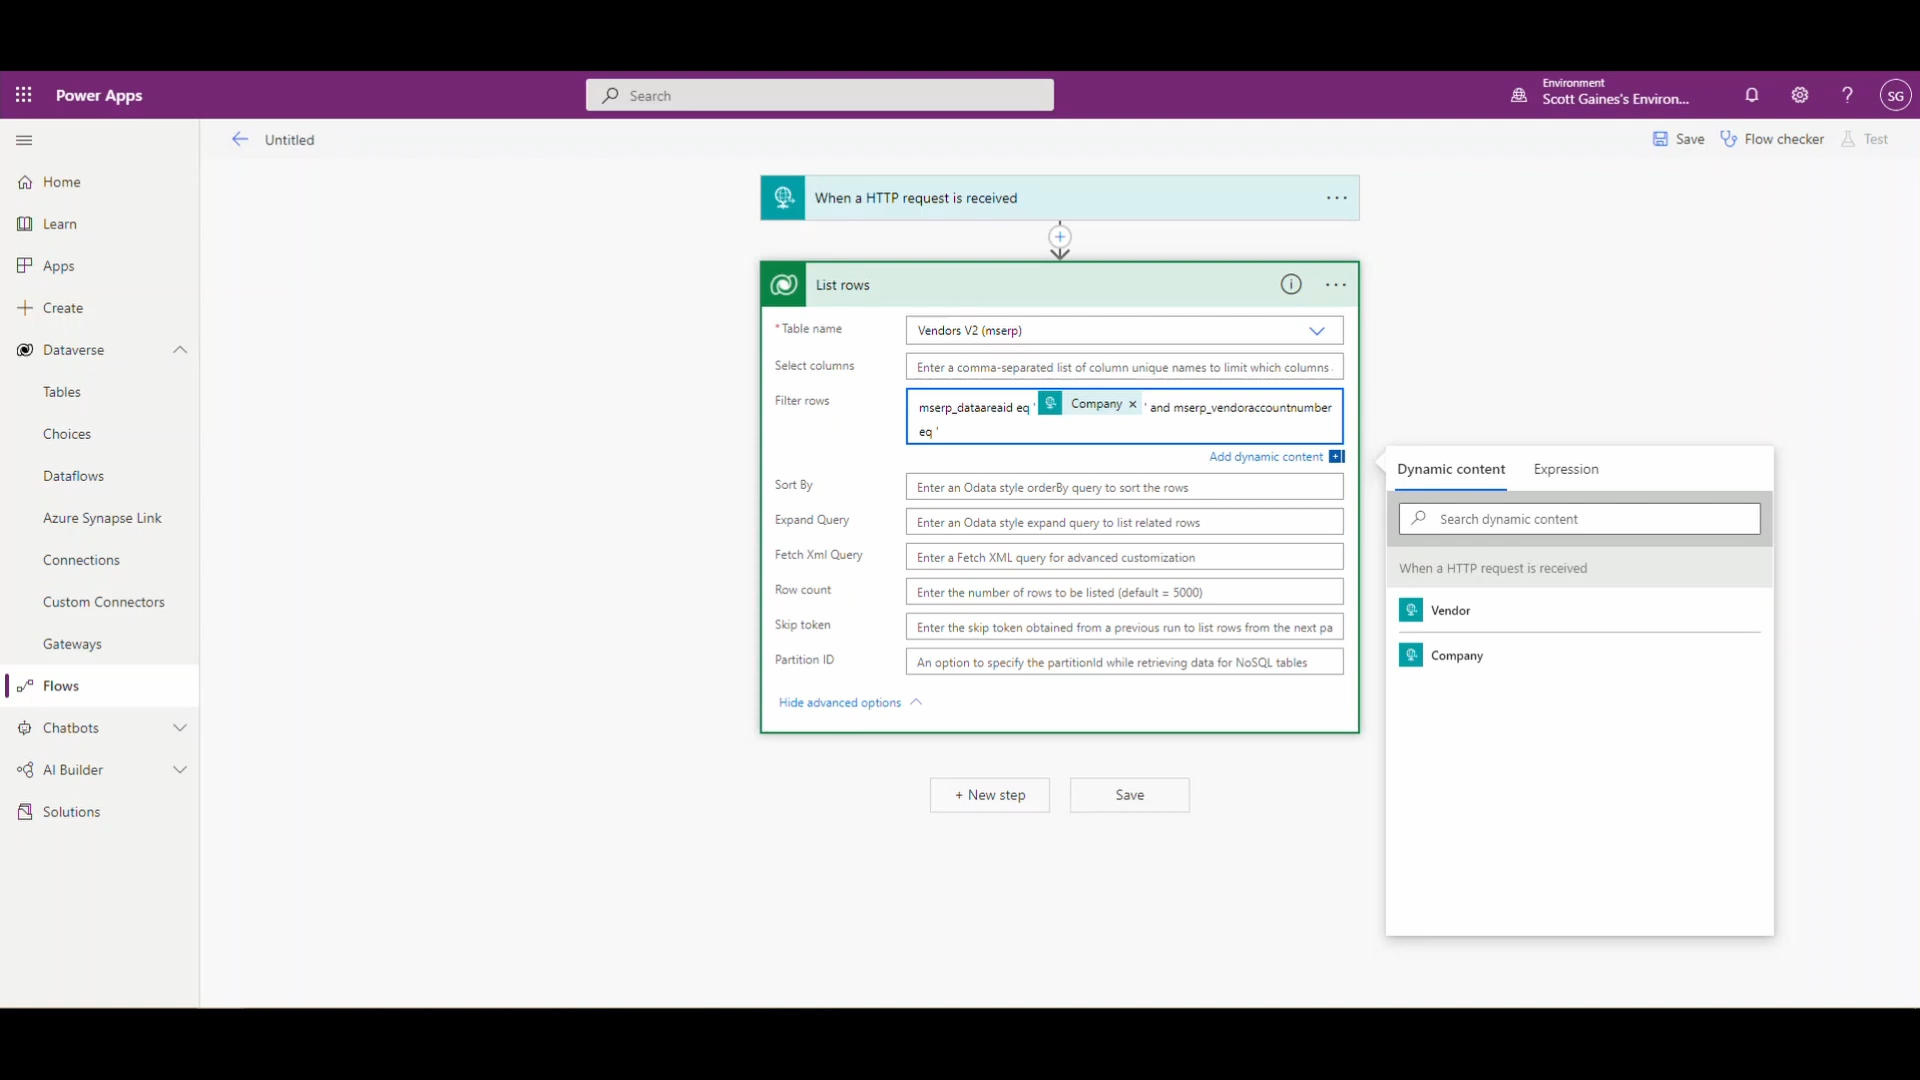 Power Apps
Search
Environment
Scott Gaines's Environ...
SG
Untitled
Save
Flow checker
Test
Home
Learn
Apps
Create
Dataverse
Tables
Choices
Dataflows
Azure Synapse Link
Connections
Custom Connectors
Gateways
Flows
Chatbots
AI Builder
Solutions
When a HTTP request is received
List rows
* Table name
Vendors V2 (mserp)
Select columns
Enter a comma-separated list of column unique names to limit which columns
Filter rows
mserp_dataareaid eq ' Company × ' and mserp_vendoraccountnumber
eq '
Add dynamic content
Sort By
Enter an Odata style orderBy query to sort the rows
Expand Query
Enter an Odata style expand query to list related rows
Fetch Xml Query
Enter a Fetch XML query for advanced customization
Row count
Enter the number of rows to be listed (default = 5000)
Skip token
Enter the skip token obtained from a previous run to list rows from the next pa
Partition ID
An option to specify the partitionId while retrieving data for NoSQL tables
Hide advanced options
+ New step
Save
Dynamic content
Expression
Search dynamic content
When a HTTP request is received
Vendor
Company